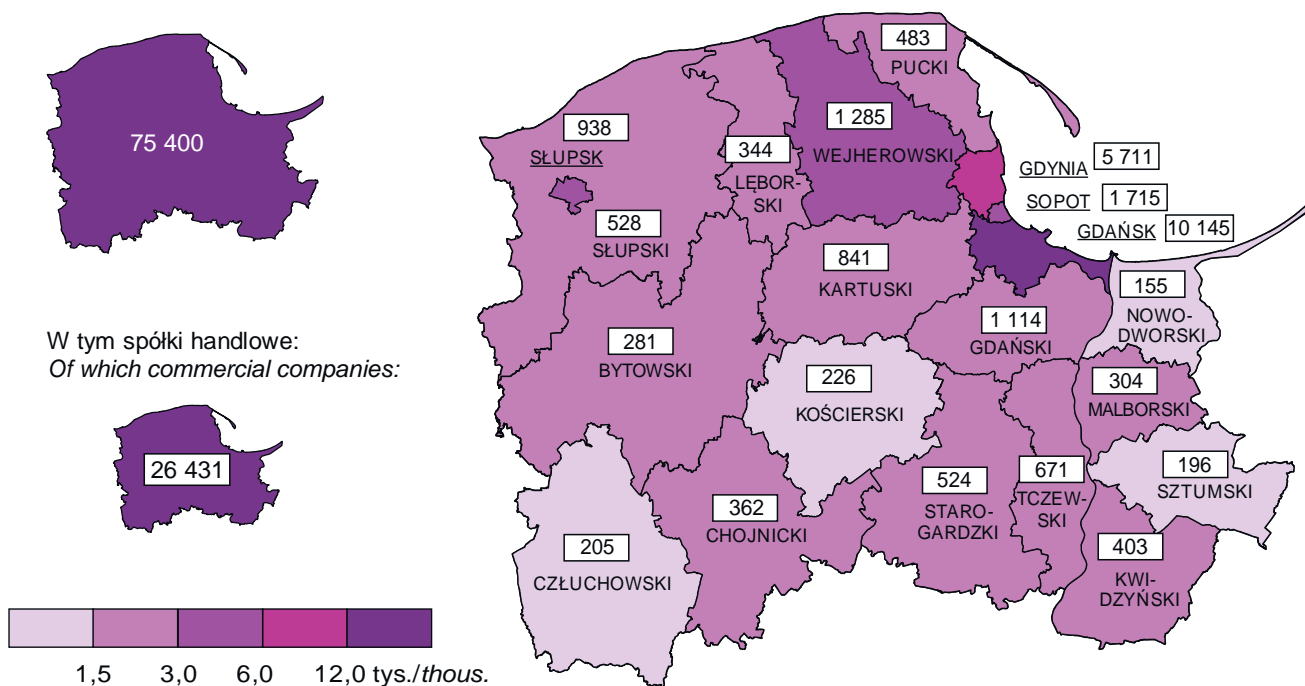 75 400
W tym spółki handlowe:
Of which commercial companies:
26 431
1,5 3,0 6,0 12,0 tys./thous.
483
PUCKI
938
SŁUPSK
1 285
WEJHEROWSKI
344
LĘBOR-
SKI
GDYNIA 5 711
SOPOT 1 715
GDAŃSK 10 145
528
SŁUPSKI
841
KARTUSKI
155
NOWO-
DWORSKI
1 114
GDAŃSKI
281
BYTOWSKI
226
KOŚCIERSKI
304
MALBORSKI
196
SZTUMSKI
671
TCZEW-
SKI
524
STARO-
GARDZKI
362
CHOJNICKI
403
KWI-
DZYŃSKI
205
CZŁUCHOWSKI